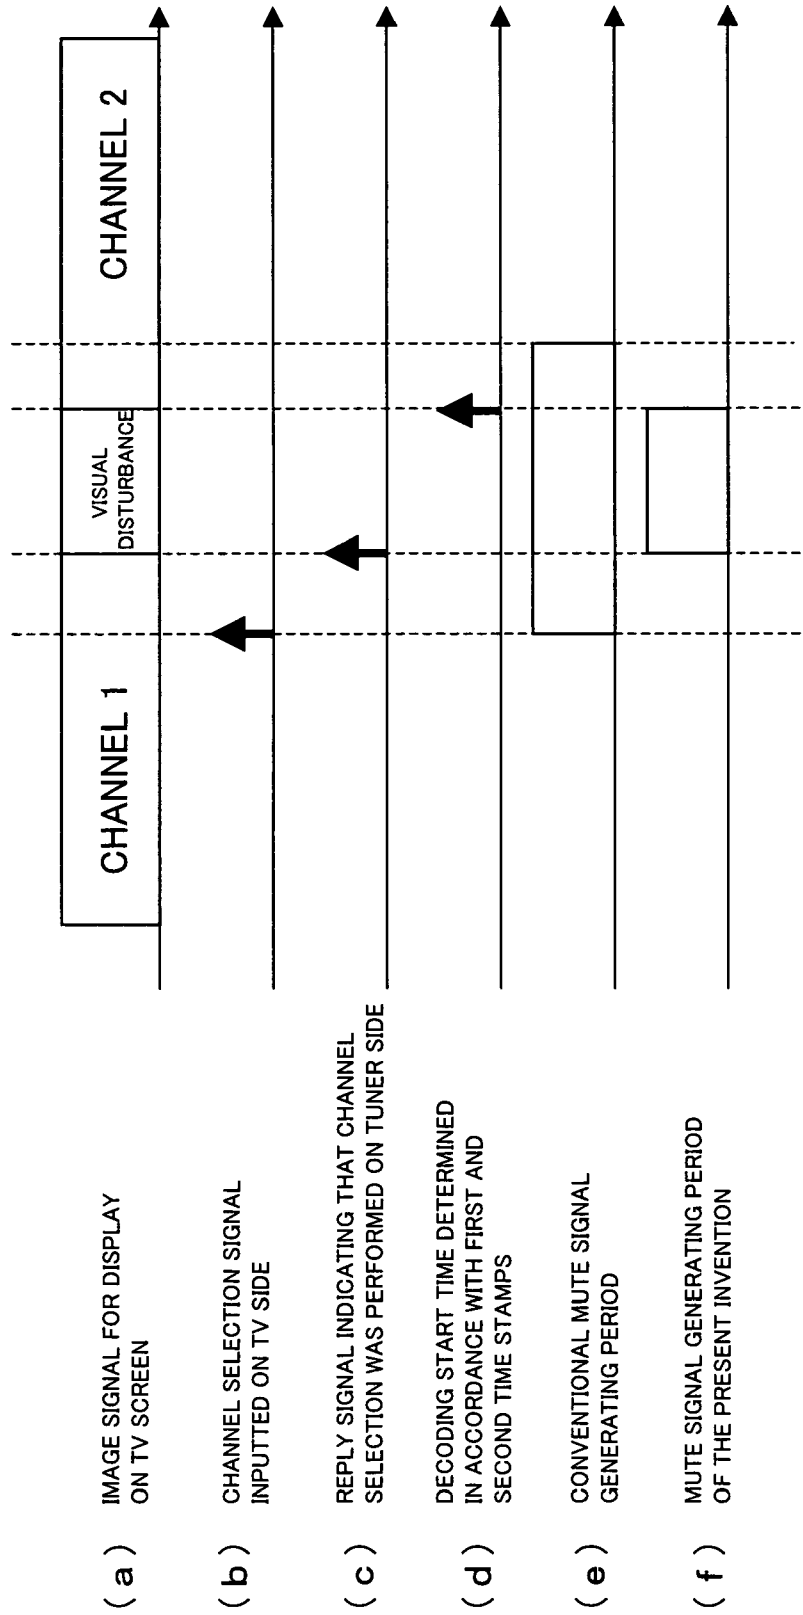 ( a ) IMAGE SIGNAL FOR DISPLAY
ON TV SCREEN
CHANNEL 1
VISUAL
DISTURBANCE
CHANNEL 2
( b ) CHANNEL SELECTION SIGNAL
INPUTTED ON TV SIDE
( c ) REPLY SIGNAL INDICATING THAT CHANNEL
SELECTION WAS PERFORMED ON TUNER SIDE
( d ) DECODING START TIME DETERMINED
IN ACCORDANCE WITH FIRST AND
SECOND TIME STAMPS
( e ) CONVENTIONAL MUTE SIGNAL
GENERATING PERIOD
( f ) MUTE SIGNAL GENERATING PERIOD
OF THE PRESENT INVENTION